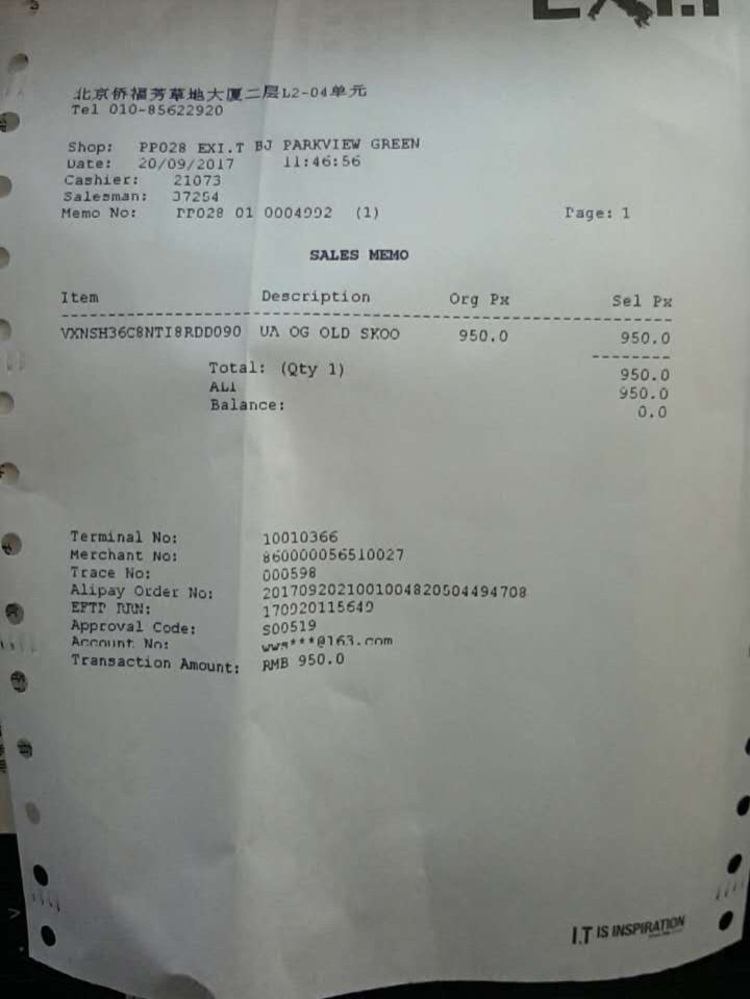 EXI.T
北京侨福芳草地大厦二层L2-04单元
Tel 010-85622920
Shop: PP028 EXI.T BJ PARKVIEW GREEN
Date: 20/09/2017 11:46:56
Cashier: 21073
Salesman: 37254
Memo No: PP028 01 0004992 (1) Page: 1
SALES MEMO
Item Description Org Px Sel Px
VXNSH36C8NTI8RDD090 UA OG OLD SKOO 950.0 950.0
Total: (Qty 1) 950.0
ALI 950.0
Balance: 0.0
Terminal No: 10010366
Merchant No: 860000056510027
Trace No: 000598
Alipay Order No: 2017092021001004820504494708
EFTP RRN: 170920115649
Approval Code: S00519
Account No: wws***@163.com
Transaction Amount: RMB 950.0
I.T IS INSPIRATION